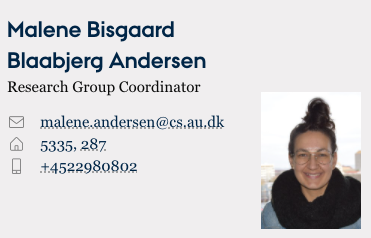 Malene Bisgaard
Blaabjerg Andersen
Research Group Coordinator
malene.andersen@cs.au.dk
5335, 287
+4522980802